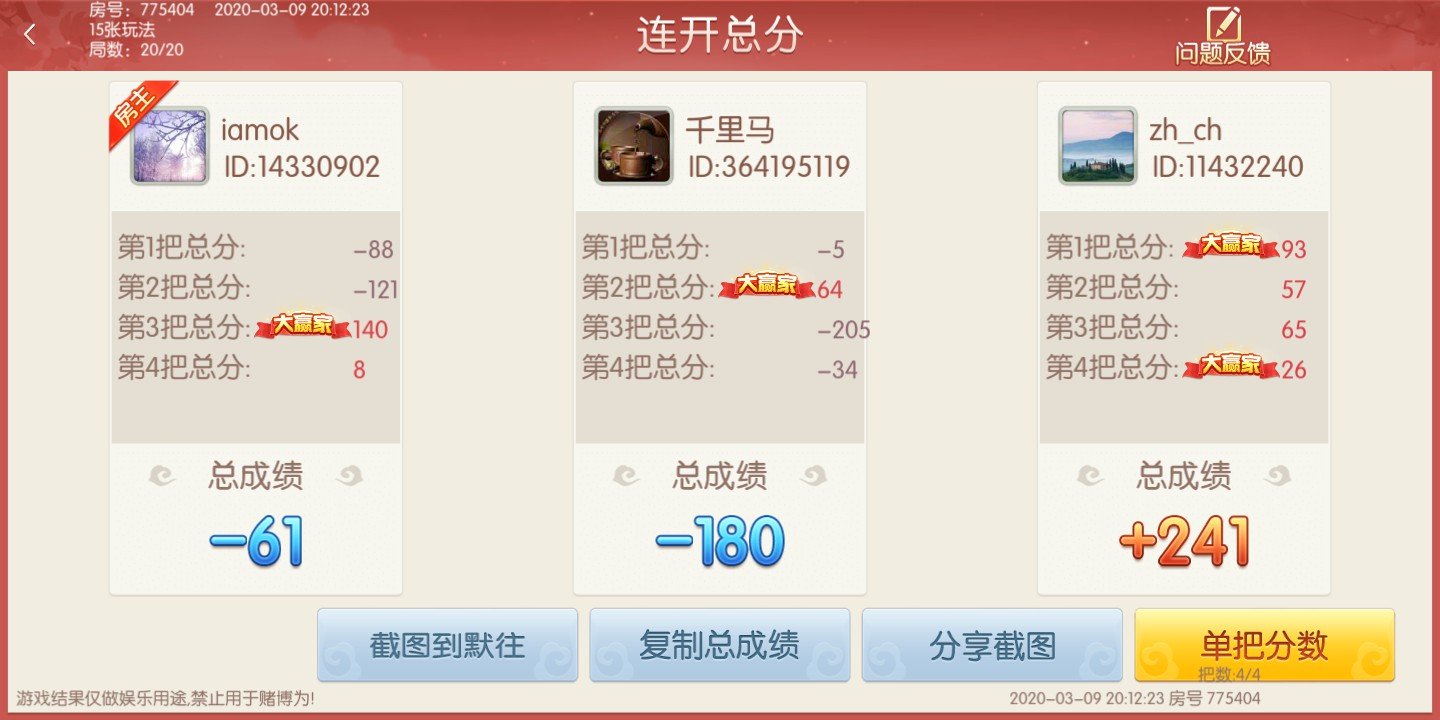 房号：775404 2020-03-09 20:12:23
15张玩法
局数：20/20
连开总分
问题反馈
房主
iamok
ID:14330902
第1把总分: -88
第2把总分: -121
第3把总分: 大赢家 140
第4把总分: 8
总成绩
-61
千里马
ID:364195119
第1把总分: -5
第2把总分: 大赢家 64
第3把总分: -205
第4把总分: -34
总成绩
-180
zh_ch
ID:11432240
第1把总分: 大赢家 93
第2把总分: 57
第3把总分: 65
第4把总分: 大赢家 26
总成绩
+241
截图到默往
复制总成绩
分享截图
单把分数
把数:4/4
游戏结果仅做娱乐用途,禁止用于赌博为!
2020-03-09 20:12:23 房号 775404